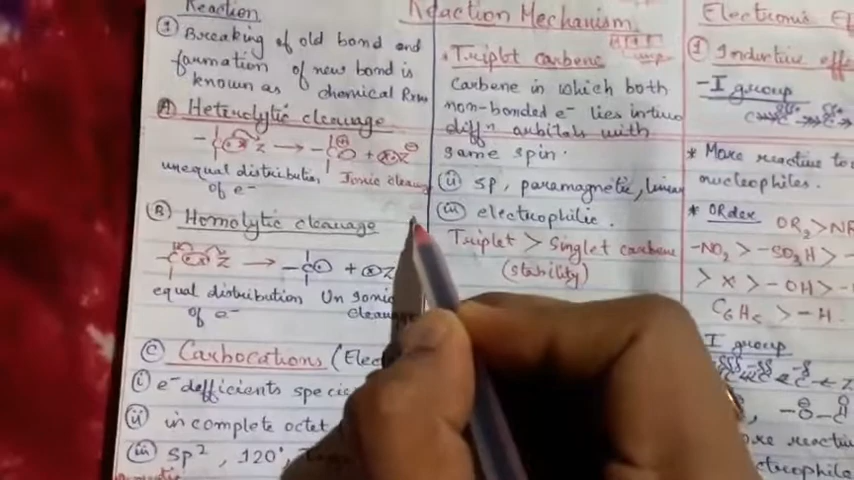 Reaction
① Breaking of old bond and
formation of new bond is
known as chemical Rxn
Ⓐ Heterolytic cleavage
unequal distribution Ionic cleavage
of e⁻
Ⓑ Homolytic cleavage
equal distribution Un Ionic
of e⁻
Ⓒ Carbocations
ⓘ e⁻ defficients species
ⓘⓘ incomplete octet
ⓘⓘⓘ sp², 120°,
Reaction Mechanism
Triplet carbene
Carbene in which both
non-bonded e⁻ lies in two
diffn orbitals with
same spin.
ⓘⓘ sp, paramagnetic, linear
ⓘⓘⓘ electrophilic.
Triplet > Singlet carbene
(stability)
Electronic
① Inductive
-I group
* More reactive
nucleophiles.
* Order
-NO₂ > -SO₃H >
> X > -OH >
C₆H₅ > -H.
I group